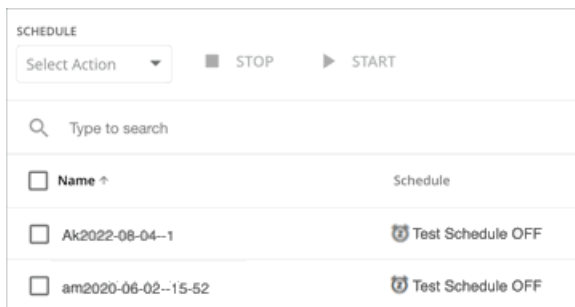 SCHEDULE
Select Action STOP START
Type to search
Name ↑ Schedule
Ak2022-08-04--1 Test Schedule OFF
am2020-06-02--15-52 Test Schedule OFF